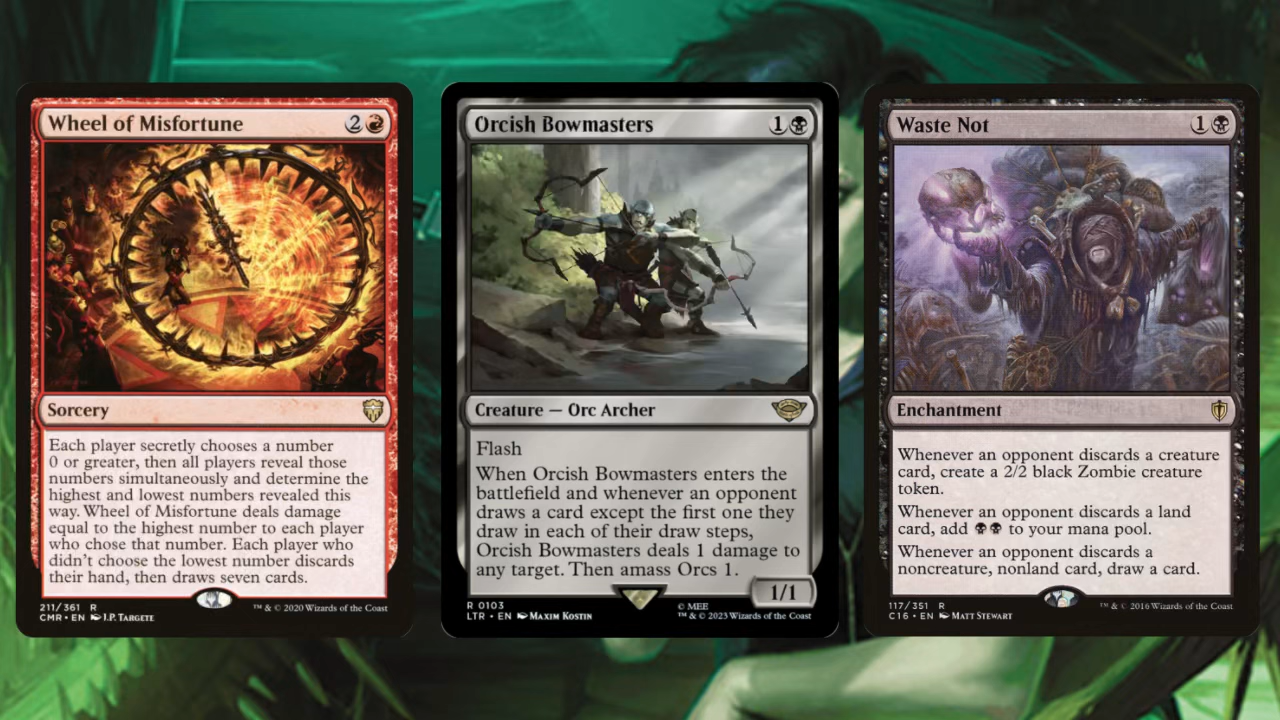 Wheel of Misfortune 2
Sorcery
Each player secretly chooses a number
0 or greater, then all players reveal those
numbers simultaneously and determine the
highest and lowest numbers revealed this
way. Wheel of Misfortune deals damage
equal to the highest number to each player
who chose that number. Each player who
didn't choose the lowest number discards
their hand, then draws seven cards.
211/361 R
CMR • EN J.P. TARGETE
™ & © 2020 Wizards of the Coast
Orcish Bowmasters 1
Creature — Orc Archer
Flash
When Orcish Bowmasters enters the
battlefield and whenever an opponent
draws a card except the first one they
draw in each of their draw steps,
Orcish Bowmasters deals 1 damage to
any target. Then amass Orcs 1.
1/1
R 0103
LTR • EN MAXIM KOSTIN
© MEE
™ & © 2023 Wizards of the Coast
Waste Not 1
Enchantment
Whenever an opponent discards a creature
card, create a 2/2 black Zombie creature
token.
Whenever an opponent discards a land
card, add to your mana pool.
Whenever an opponent discards a
noncreature, nonland card, draw a card.
117/351 R
C16 • EN MATT STEWART
™ & © 2016 Wizards of the Coast